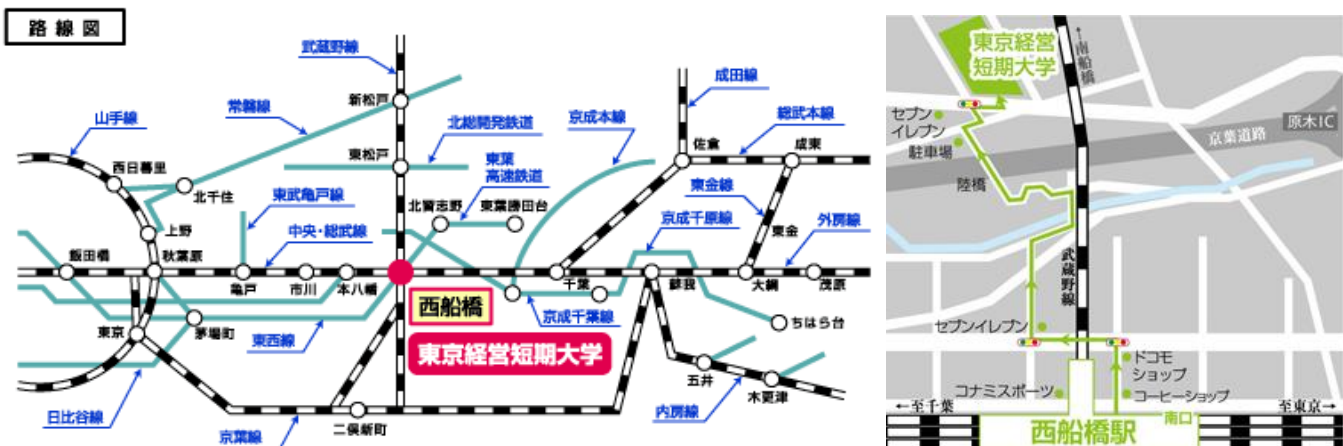 路線図
武蔵野線
成田線
新松戸
常磐線
山手線
北総開発鉄道
京成本線
総武本線
佐倉
成東
東松戸
西日暮里
北千住
東葉
高速鉄道
東金線
東武亀戸線
北習志野
東葉勝田台
京成千原線
外房線
上野
中央・総武線
東金
飯田橋
秋葉原
亀戸
市川
本八幡
千葉
蘇我
大網
茂原
西船橋
京成千葉線
ちはら台
東京
茅場町
東西線
東京経営短期大学
五井
木更津
日比谷線
京葉線
二俣新町
内房線
東京経営
短期大学
←南船橋
セブン
イレブン
駐車場
原木IC
京葉道路
陸橋
武蔵野線
セブンイレブン
ドコモ
ショップ
コナミスポーツ
コーヒーショップ
←至千葉
南口
至東京→
西船橋駅